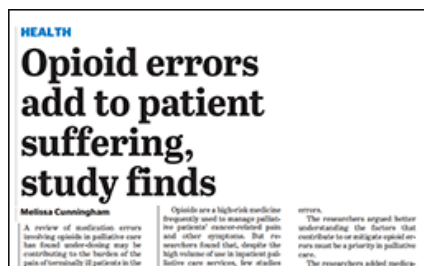 HEALTH
Opioid errors
add to patient
suffering,
study finds
Melissa Cunningham
A review of medication errors
involving opioids in palliative care
has found under-dosing may be
contributing to the burden of the
pain of terminally ill patients in the
Opioids are a high-risk medicine
frequently used to manage palliat-
ive patients' cancer-related pain
and other symptoms. But re-
searchers found that, despite the
high volume of use in inpatient pal-
liative care services, few studies
errors.
The researchers argued better
understanding the factors that
contribute to or mitigate opioid er-
rors must be a priority in palliative
care.
The researchers added medica-